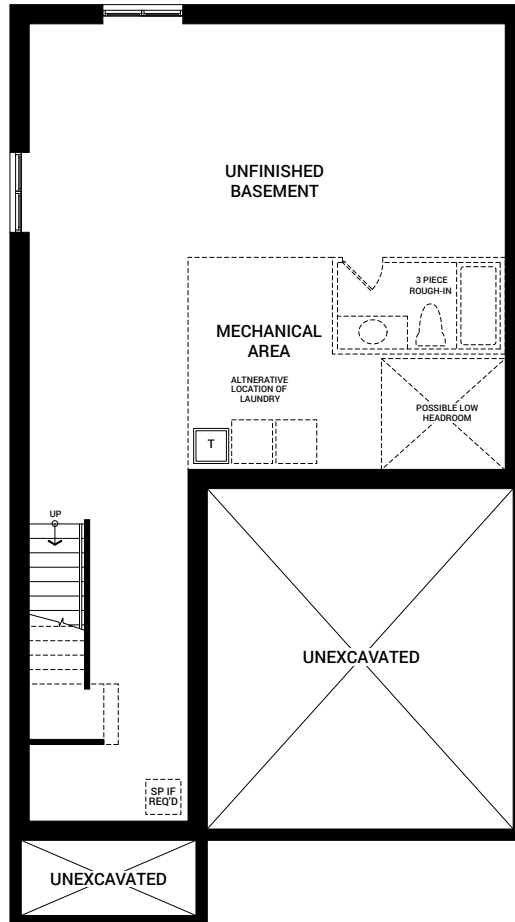 UNFINISHED
BASEMENT
3 PIECE
ROUGH-IN
MECHANICAL
AREA
ALTNERATIVE
LOCATION OF
LAUNDRY
POSSIBLE LOW
HEADROOM
T
UP
UNEXCAVATED
SP IF
REQ'D
UNEXCAVATED